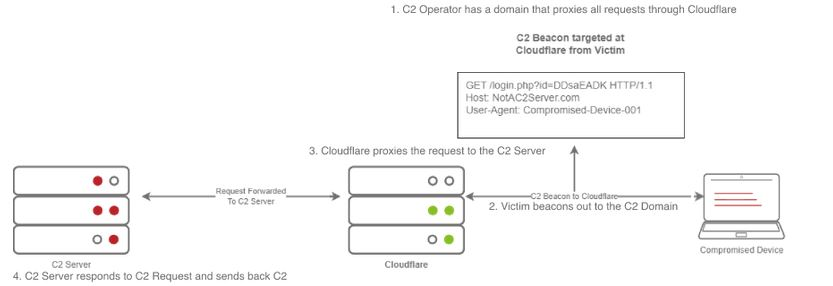 1. C2 Operator has a domain that proxies all requests through Cloudflare
C2 Beacon targeted at
Cloudflare from Victim
GET /login.php?id=DDsaEADK HTTP/1.1
Host: NotAC2Server.com
User-Agent: Compromised-Device-001
3. Cloudflare proxies the request to the C2 Server
Request Forwarded
To C2 Server
C2 Beacon to Cloudflare
2. Victim beacons out to the C2 Domain
Compromised Device
C2 Server
Cloudflare
4. C2 Server responds to C2 Request and sends back C2